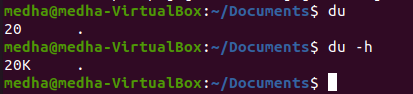 medha@medha-VirtualBox:~/Documents$ du
20      .
medha@medha-VirtualBox:~/Documents$ du -h
20K     .
medha@medha-VirtualBox:~/Documents$